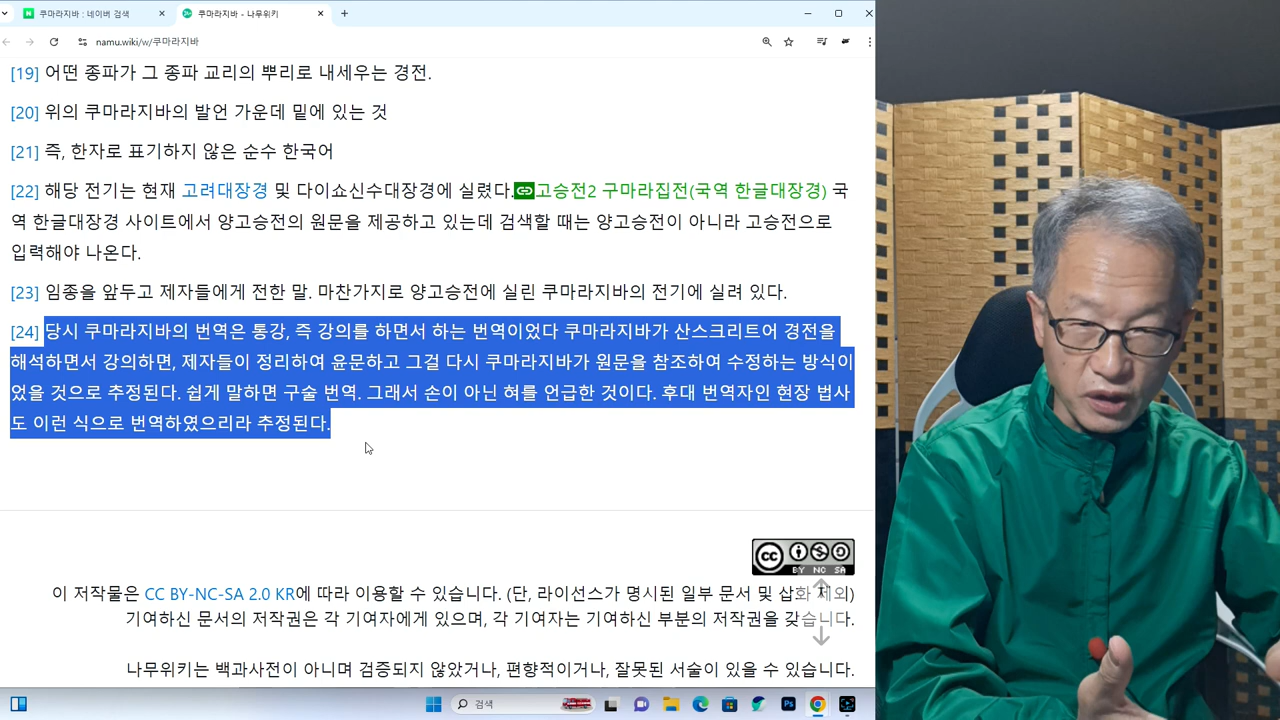 쿠마라지바 : 네이버 검색
쿠마라지바 - 나무위키
namu.wiki/w/쿠마라지바
[19] 어떤 종파가 그 종파 교리의 뿌리로 내세우는 경전.
[20] 위의 쿠마라지바의 발언 가운데 밑에 있는 것
[21] 즉, 한자로 표기하지 않은 순수 한국어
[22] 해당 전기는 현재 고려대장경 및 다이쇼신수대장경에 실렸다.고승전2 구마라집전(국역 한글대장경) 국
역 한글대장경 사이트에서 양고승전의 원문을 제공하고 있는데 검색할 때는 양고승전이 아니라 고승전으로
입력해야 나온다.
[23] 임종을 앞두고 제자들에게 전한 말. 마찬가지로 양고승전에 실린 쿠마라지바의 전기에 실려 있다.
[24] 당시 쿠마라지바의 번역은 통강, 즉 강의를 하면서 하는 번역이었다 쿠마라지바가 산스크리트어 경전을
해석하면서 강의하면, 제자들이 정리하여 윤문하고 그걸 다시 쿠마라지바가 원문을 참조하여 수정하는 방식이
었을 것으로 추정된다. 쉽게 말하면 구술 번역. 그래서 손이 아닌 혀를 언급한 것이다. 후대 번역자인 현장 법사
도 이런 식으로 번역하였으리라 추정된다.
cc BY NC SA
이 저작물은 CC BY-NC-SA 2.0 KR에 따라 이용할 수 있습니다. (단, 라이선스가 명시된 일부 문서 및 삽화 제외)
기여하신 문서의 저작권은 각 기여자에게 있으며, 각 기여자는 기여하신 부분의 저작권을 갖습니다.
나무위키는 백과사전이 아니며 검증되지 않았거나, 편향적이거나, 잘못된 서술이 있을 수 있습니다.
검색
Ps